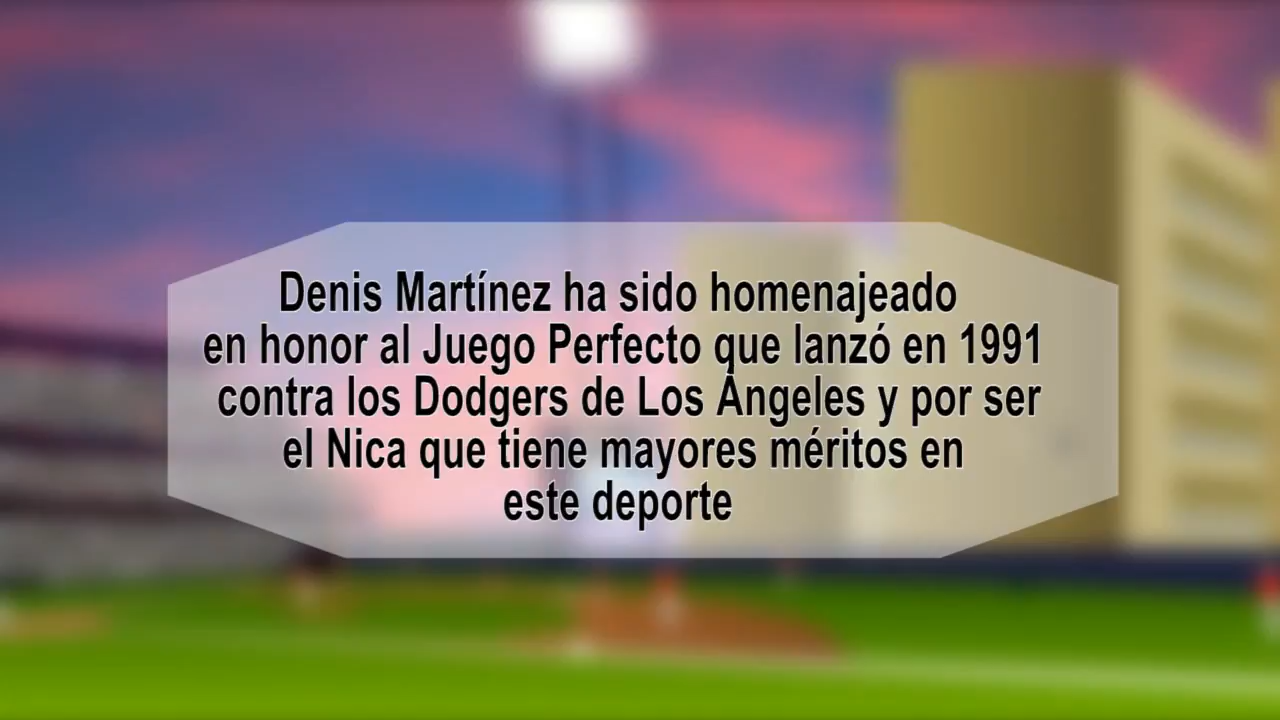 Denis Martínez ha sido homenajeado
en honor al Juego Perfecto que lanzó en 1991
contra los Dodgers de Los Ángeles y por ser
el Nica que tiene mayores méritos en
este deporte